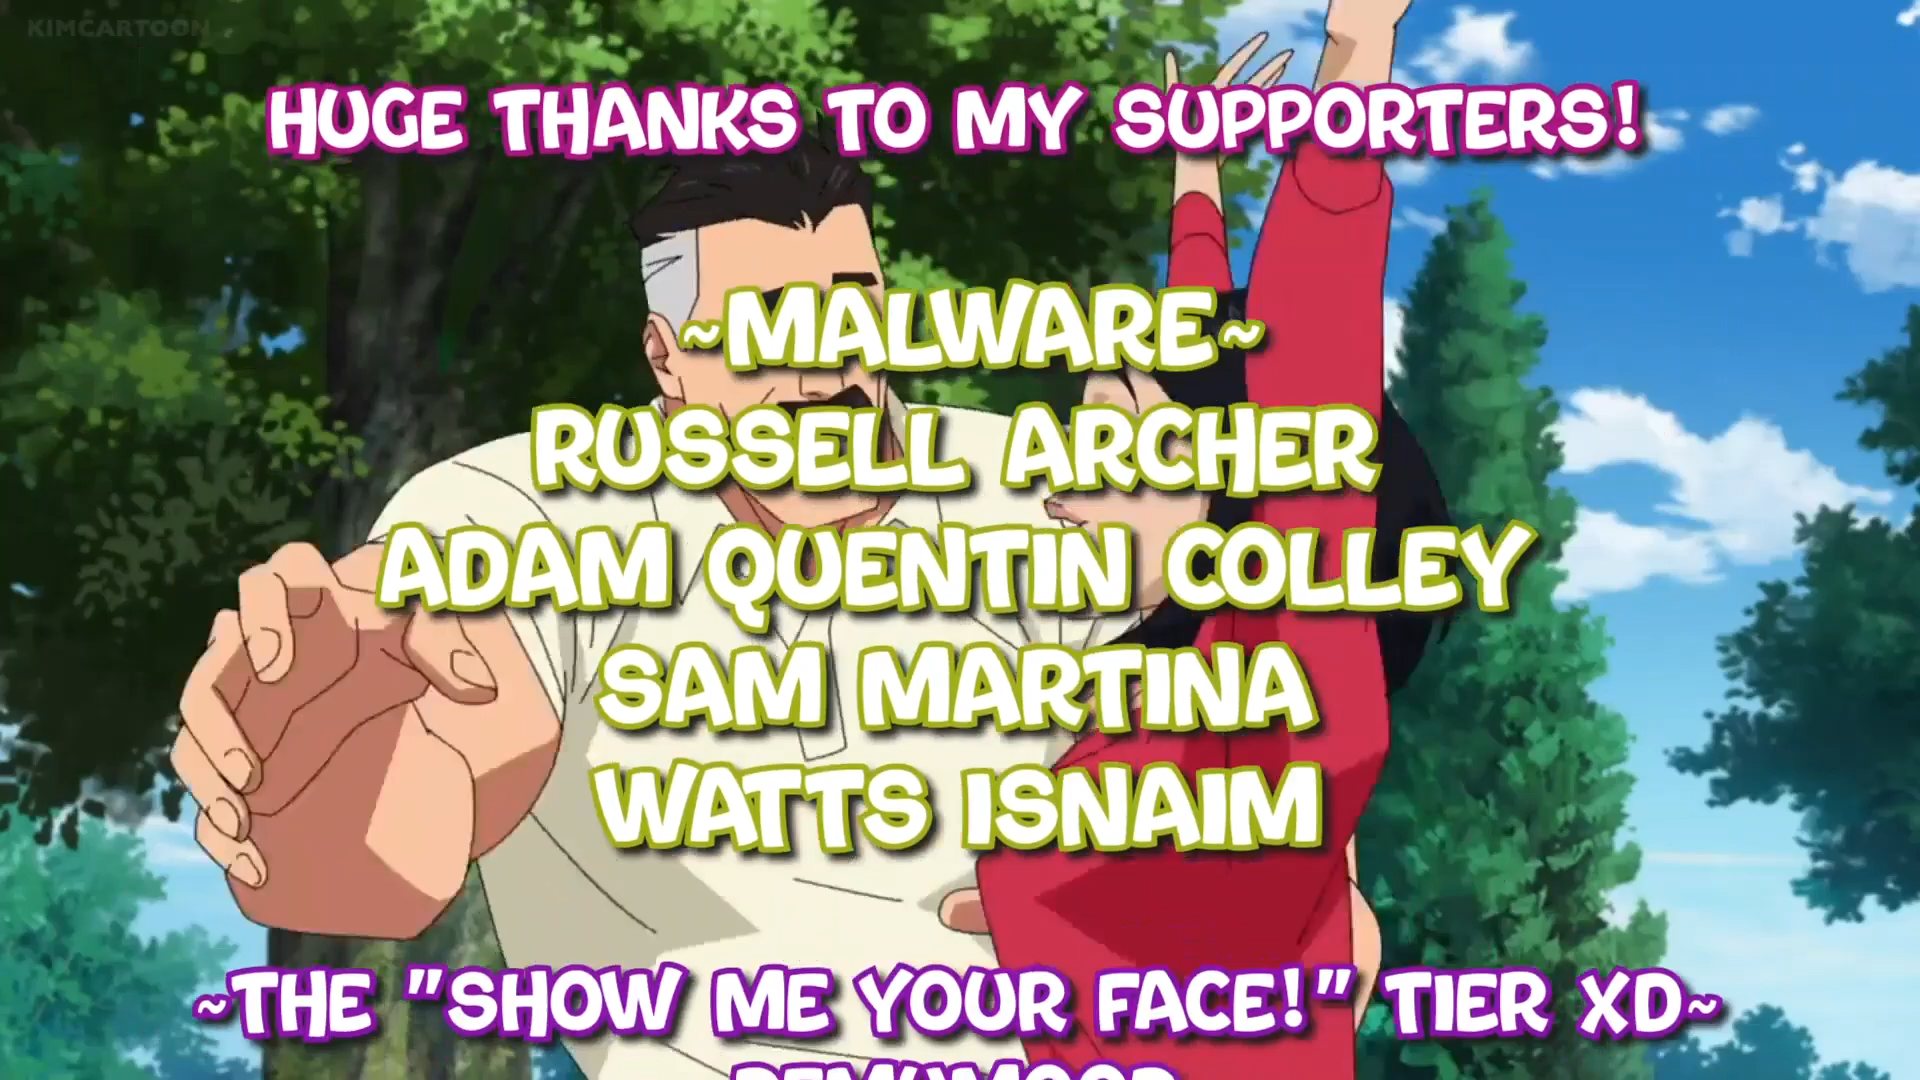 KIMCARTOON
HUGE THANKS TO MY SUPPORTERS!
~MALWARE~
RUSSELL ARCHER
ADAM QUENTIN COLLEY
SAM MARTINA
WATTS ISNAIM
~THE "SHOW ME YOUR FACE!" TIER XD~